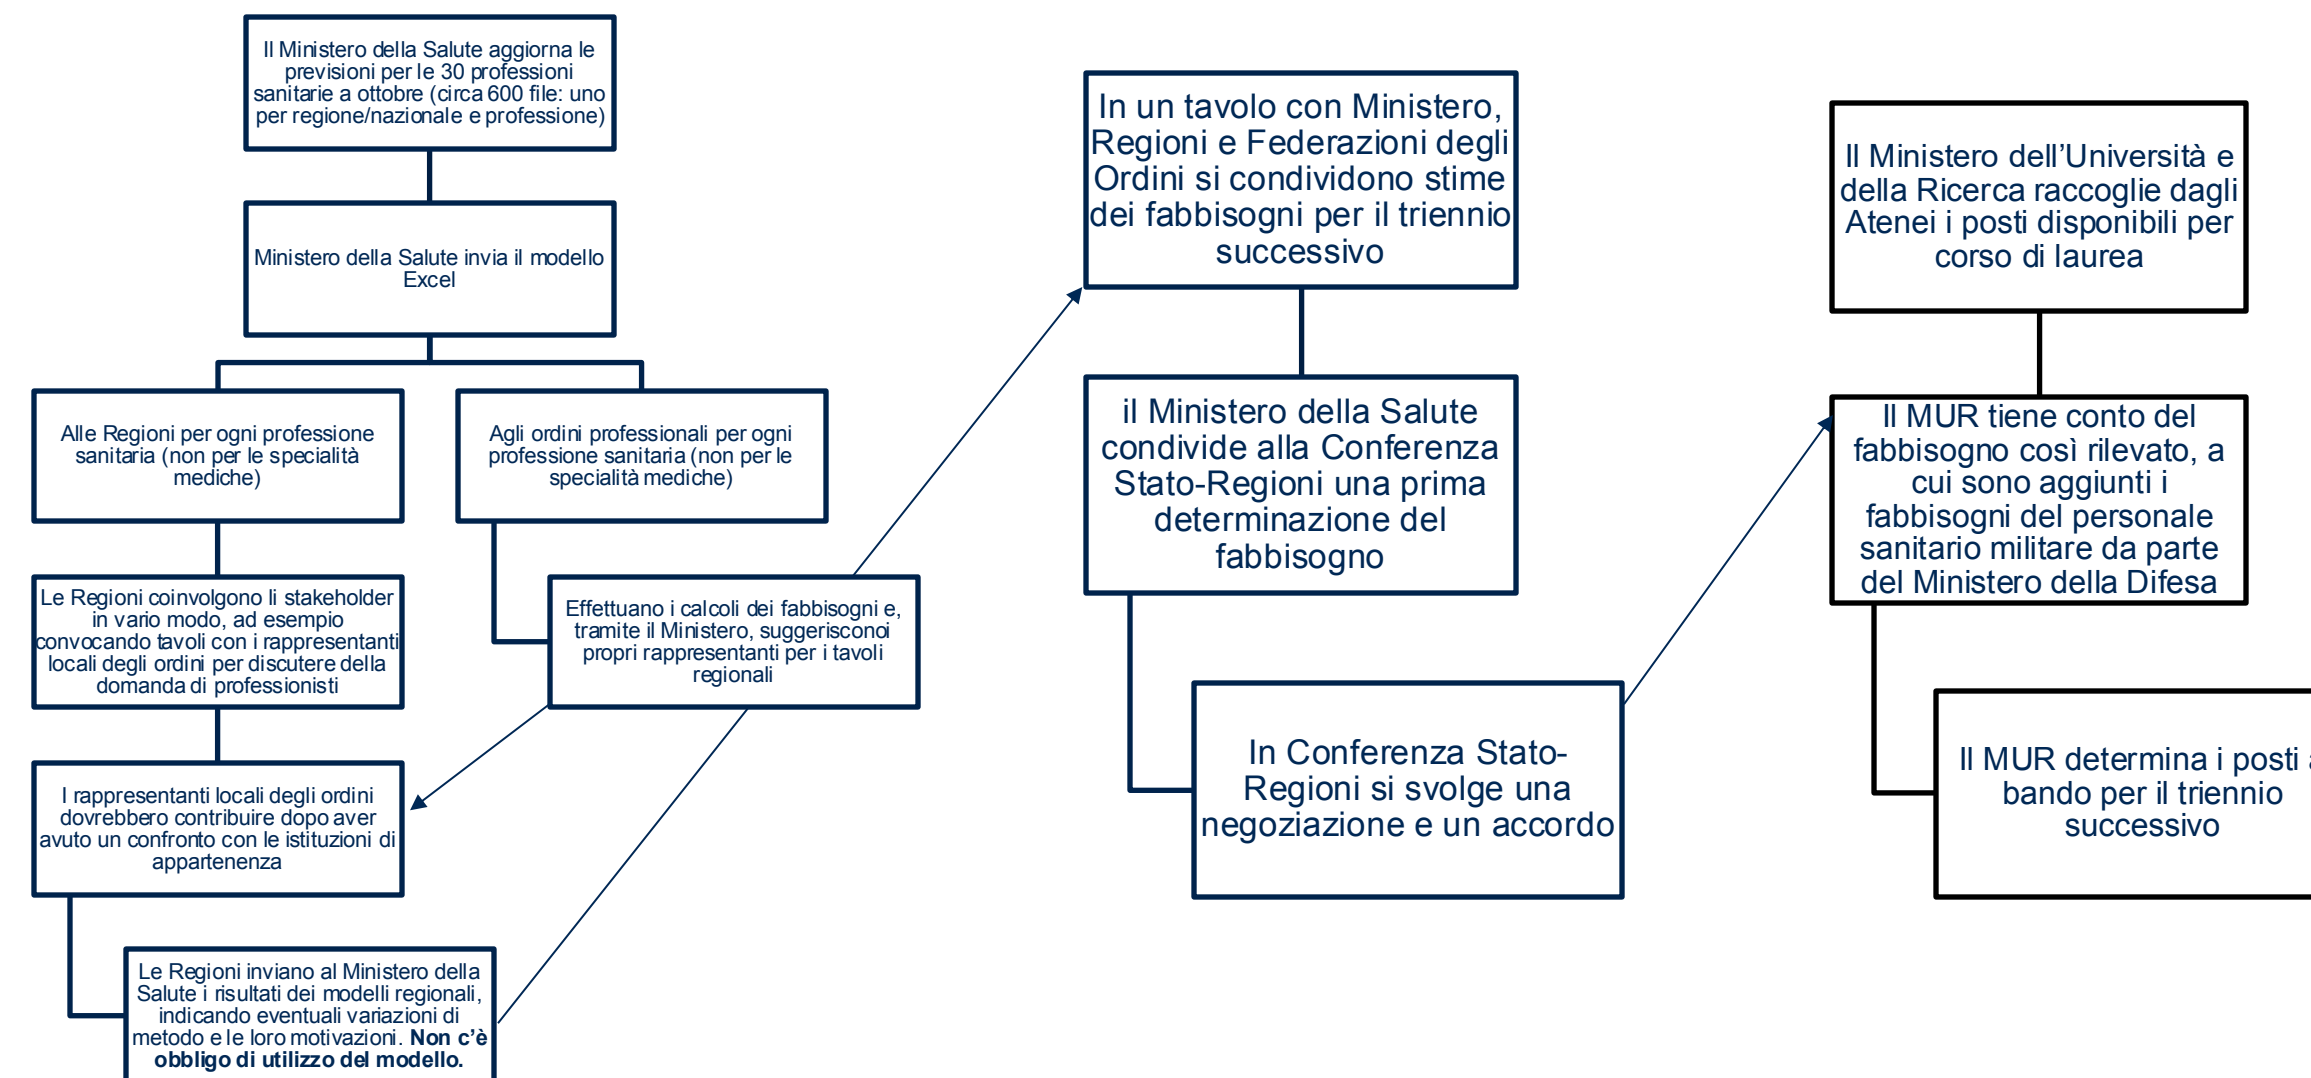 Il Ministero della Salute aggiorna le
previsioni per le 30 professioni
sanitarie a ottobre (circa 600 file: uno
per regione/nazionale e professione)
Ministero della Salute invia il modello
Excel
Alle Regioni per ogni professione
sanitaria (non per le specialità
mediche)
Agli ordini professionali per ogni
professione sanitaria (non per le
specialità mediche)
Le Regioni coinvolgono li stakeholder
in vario modo, ad esempio
convocando tavoli con i rappresentanti
locali degli ordini per discutere della
domanda di professionisti
Effettuano i calcoli dei fabbisogni e,
tramite il Ministero, suggerisconoi
propri rappresentanti per i tavoli
regionali
I rappresentanti locali degli ordini
dovrebbero contribuire dopo aver
avuto un confronto con le istituzioni di
appartenenza
Le Regioni inviano al Ministero della
Salute i risultati dei modelli regionali,
indicando eventuali variazioni di
metodo e le loro motivazioni. Non c'è
obbligo di utilizzo del modello.
In un tavolo con Ministero,
Regioni e Federazioni degli
Ordini si condividono stime
dei fabbisogni per il triennio
successivo
il Ministero della Salute
condivide alla Conferenza
Stato-Regioni una prima
determinazione del
fabbisogno
In Conferenza Stato-
Regioni si svolge una
negoziazione e un accordo
Il Ministero dell'Università e
della Ricerca raccoglie dagli
Atenei i posti disponibili per
corso di laurea
Il MUR tiene conto del
fabbisogno così rilevato, a
cui sono aggiunti i
fabbisogni del personale
sanitario militare da parte
del Ministero della Difesa
Il MUR determina i posti
bando per il triennio
successivo